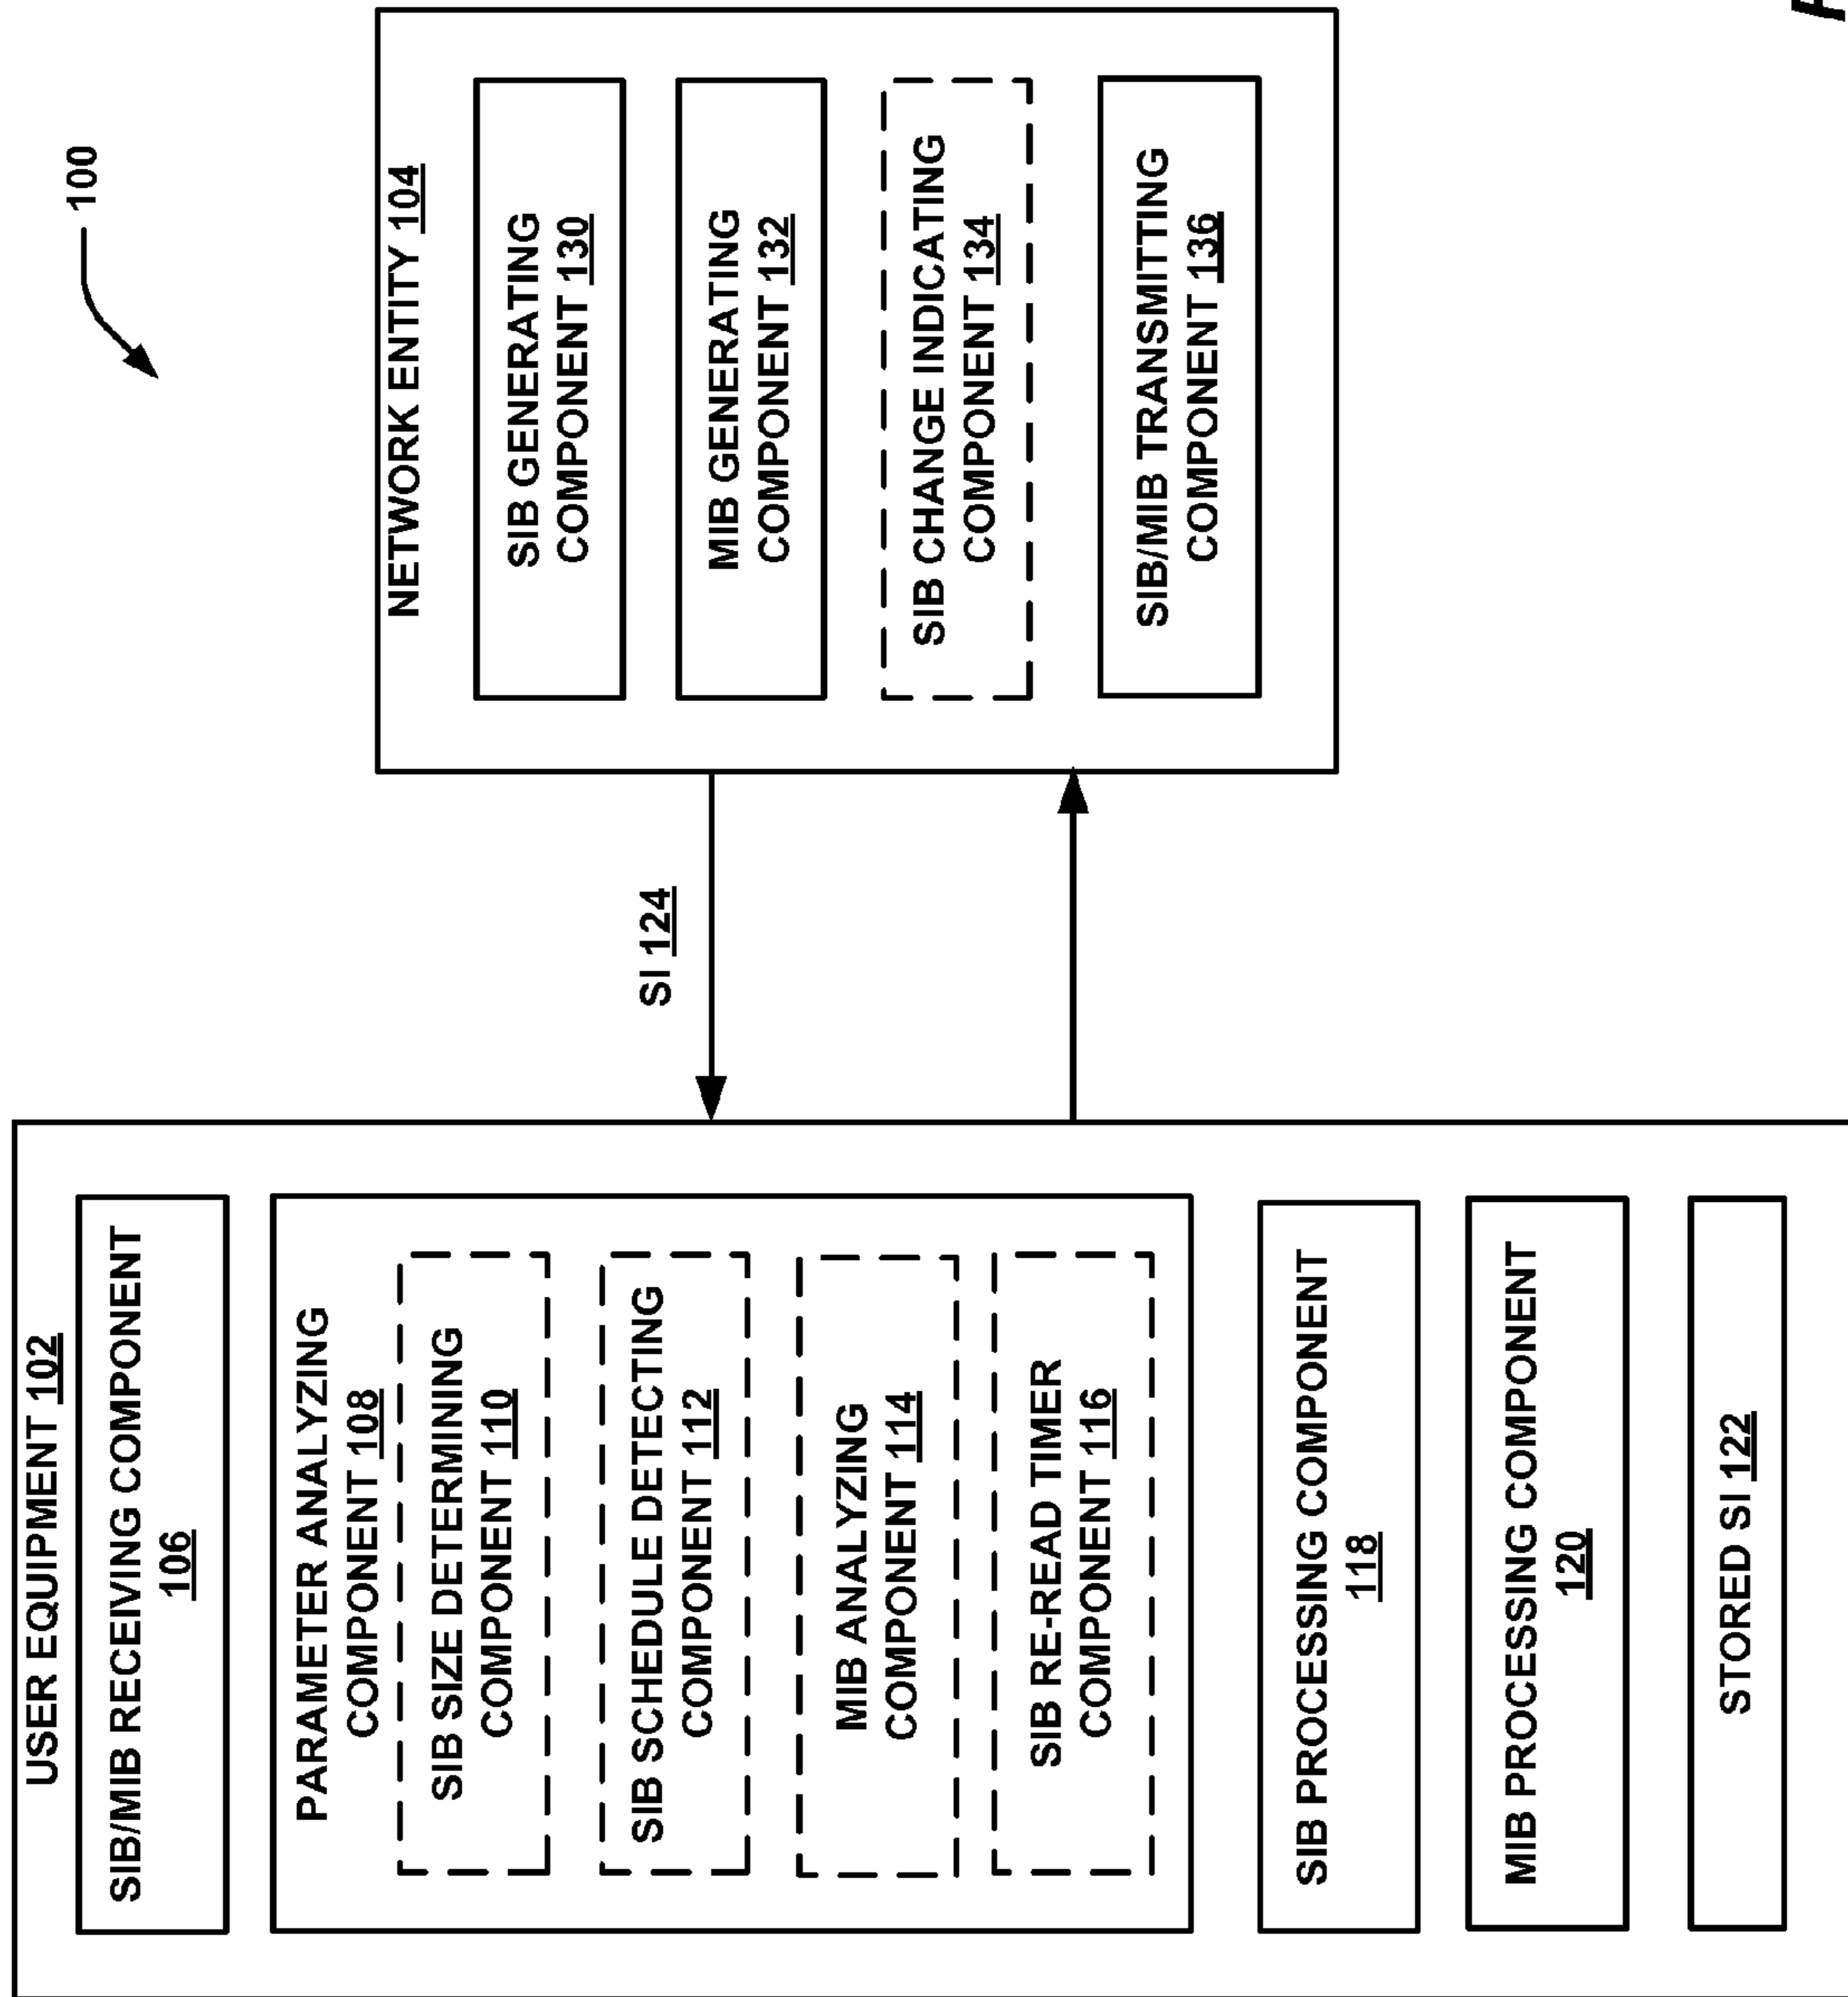 100
USER EQUIPMENT 102
SIB/MIB RECEIVING COMPONENT
106
PARAMETER ANALYZING
COMPONENT 108
SIB SIZE DETERMINING
COMPONENT 110
SIB SCHEDULE DETECTING
COMPONENT 112
MIB ANALYZING
COMPONENT 114
SIB RE-READ TIMER
COMPONENT 116
SIB PROCESSING COMPONENT
118
MIB PROCESSING COMPONENT
120
STORED SI 122
SI 124
NETWORK ENTITY 104
SIB GENERATING
COMPONENT 130
MIB GENERATING
COMPONENT 132
SIB CHANGE INDICATING
COMPONENT 134
SIB/MIB TRANSMITTING
COMPONENT 136